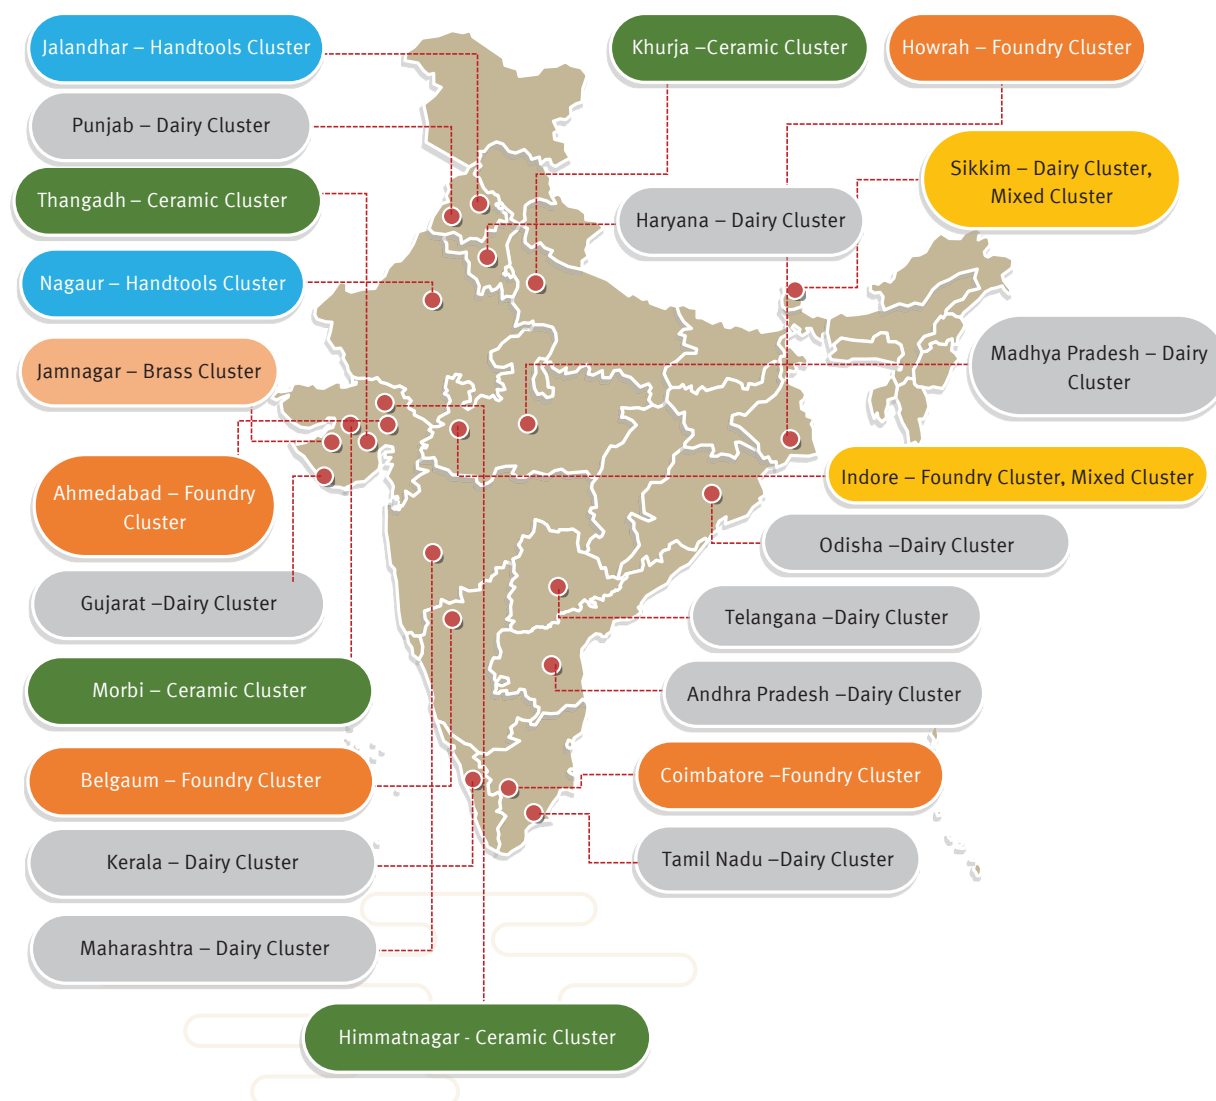 Jalandhar – Handtools Cluster
Khurja –Ceramic Cluster
Howrah – Foundry Cluster
Punjab – Dairy Cluster
Sikkim – Dairy Cluster,
Mixed Cluster
Thangadh – Ceramic Cluster
Haryana – Dairy Cluster
Nagaur – Handtools Cluster
Madhya Pradesh – Dairy
Cluster
Jamnagar – Brass Cluster
Indore – Foundry Cluster, Mixed Cluster
Ahmedabad – Foundry
Cluster
Odisha –Dairy Cluster
Gujarat –Dairy Cluster
Telangana –Dairy Cluster
Morbi – Ceramic Cluster
Andhra Pradesh –Dairy Cluster
Belgaum – Foundry Cluster
Coimbatore –Foundry Cluster
Kerala – Dairy Cluster
Tamil Nadu –Dairy Cluster
Maharashtra – Dairy Cluster
Himmatnagar - Ceramic Cluster